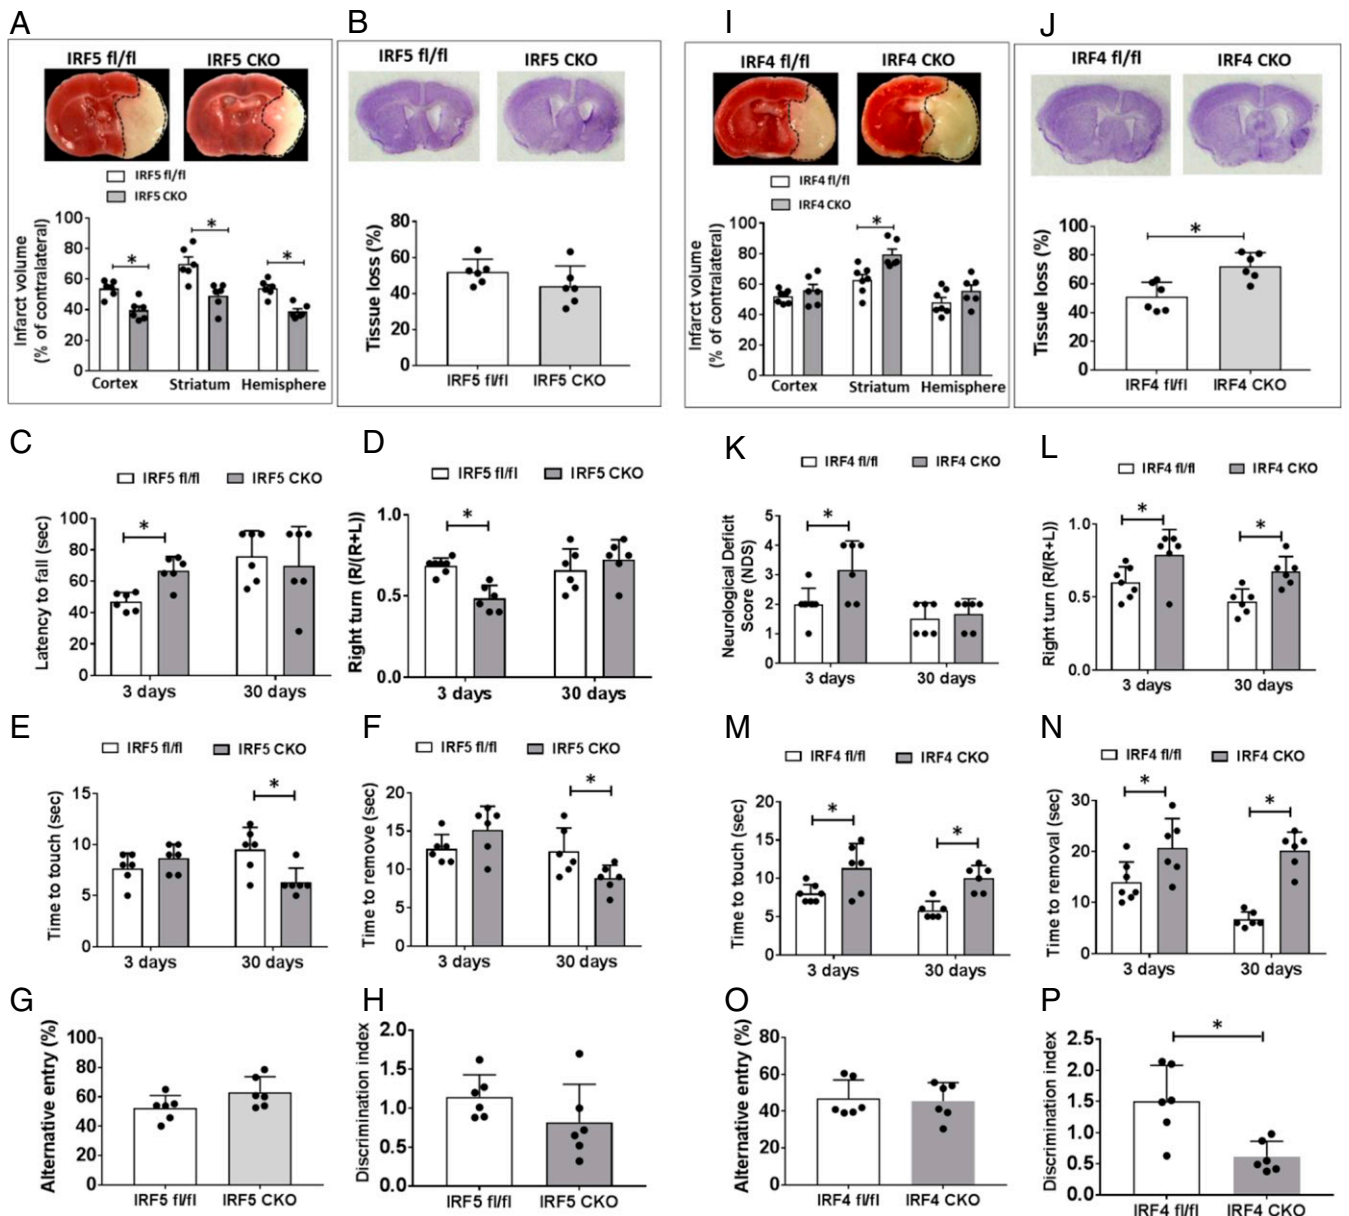 A
IRF5 fl/fl IRF5 CKO
IRF5 fl/fl
IRF5 CKO
Infarct volume
(% of contralateral)
100
80
60
40
20
0
* * *
Cortex Striatum Hemisphere
B
IRF5 fl/fl IRF5 CKO
Tissue loss (%)
80
60
40
20
0
IRF5 fl/fl IRF5 CKO
I
IRF4 fl/fl IRF4 CKO
IRF4 fl/fl
IRF4 CKO
Infarct volume
(% of contralateral)
100
80
60
40
20
0
*
Cortex Striatum Hemisphere
J
IRF4 fl/fl IRF4 CKO
Tissue loss (%)
100
80
60
40
20
0
*
IRF4 fl/fl IRF4 CKO
C
IRF5 fl/fl IRF5 CKO
Latency to fall (sec)
100
80
60
40
20
0
*
3 days 30 days
D
IRF5 fl/fl IRF5 CKO
Right turn (R/(R+L))
1.0
0.5
0.0
*
3 days 30 days
K
IRF4 fl/fl IRF4 CKO
Neurological Deficit
Score (NDS)
5
4
3
2
1
0
*
3 days 30 days
L
IRF4 fl/fl IRF4 CKO
Right turn (R/(R+L))
1.0
0.5
0.0
* *
3 days 30 days
E
IRF5 fl/fl IRF5 CKO
Time to touch (sec)
15
10
5
0
*
3 days 30 days
F
IRF5 fl/fl IRF5 CKO
Time to remove (sec)
20
15
10
5
0
*
3 days 30 days
M
IRF4 fl/fl IRF4 CKO
Time to touch (sec)
20
15
10
5
0
* *
3 days 30 days
N
IRF4 fl/fl IRF4 CKO
Time to removal (sec)
30
20
10
0
* *
3 days 30 days
G
Alternative entry (%)
100
80
60
40
20
0
IRF5 fl/fl IRF5 CKO
H
Discrimination index
2.0
1.5
1.0
0.5
0.0
IRF5 fl/fl IRF5 CKO
O
Alternative entry (%)
80
60
40
20
0
IRF4 fl/fl IRF4 CKO
P
Discrimination index
2.5
2.0
1.5
1.0
0.5
0.0
*
IRF4 fl/fl IRF4 CKO